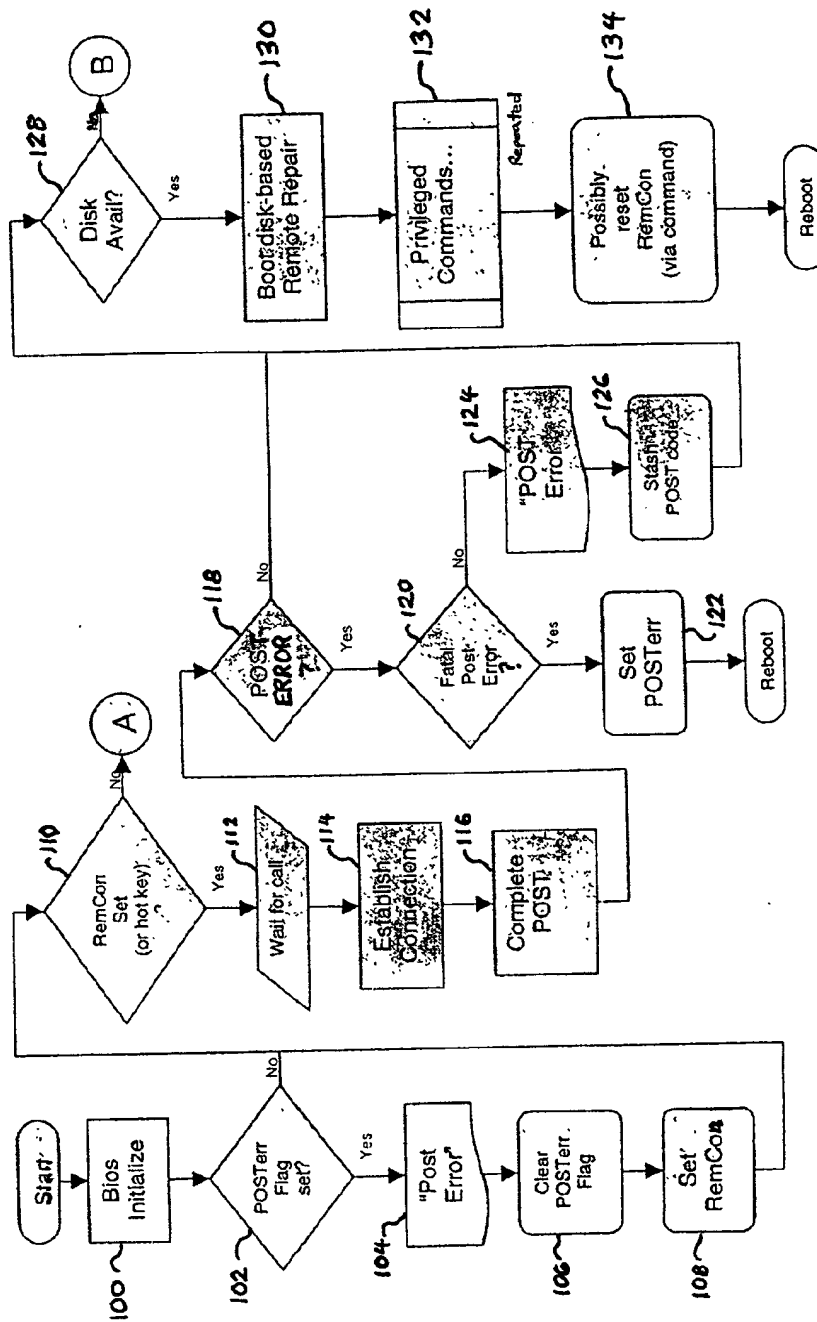 Start
Bios
Initialize
100
POSTerr
Flag
set?
102
No
Yes
"Post
Error"
104
Clear
POSTerr
Flag
106
Set
RemCon
108
RemCon
Set
(or hot key)?
110
No
A
Yes
Wait for call
112
Establish
Connection
114
Complete
POST
116
POST
ERROR
?
118
No
Yes
Fatal
Post
Error
?
120
No
Yes
Set
POSTerr
122
Reboot
"POST
Error
124
Stash
POST code
126
Disk
Avail?
128
No
B
Yes
Boot disk-based
Remote Repair
130
Privileged
Commands...
132
Repeated
Possibly
reset
RemCon
(via command)
134
Reboot